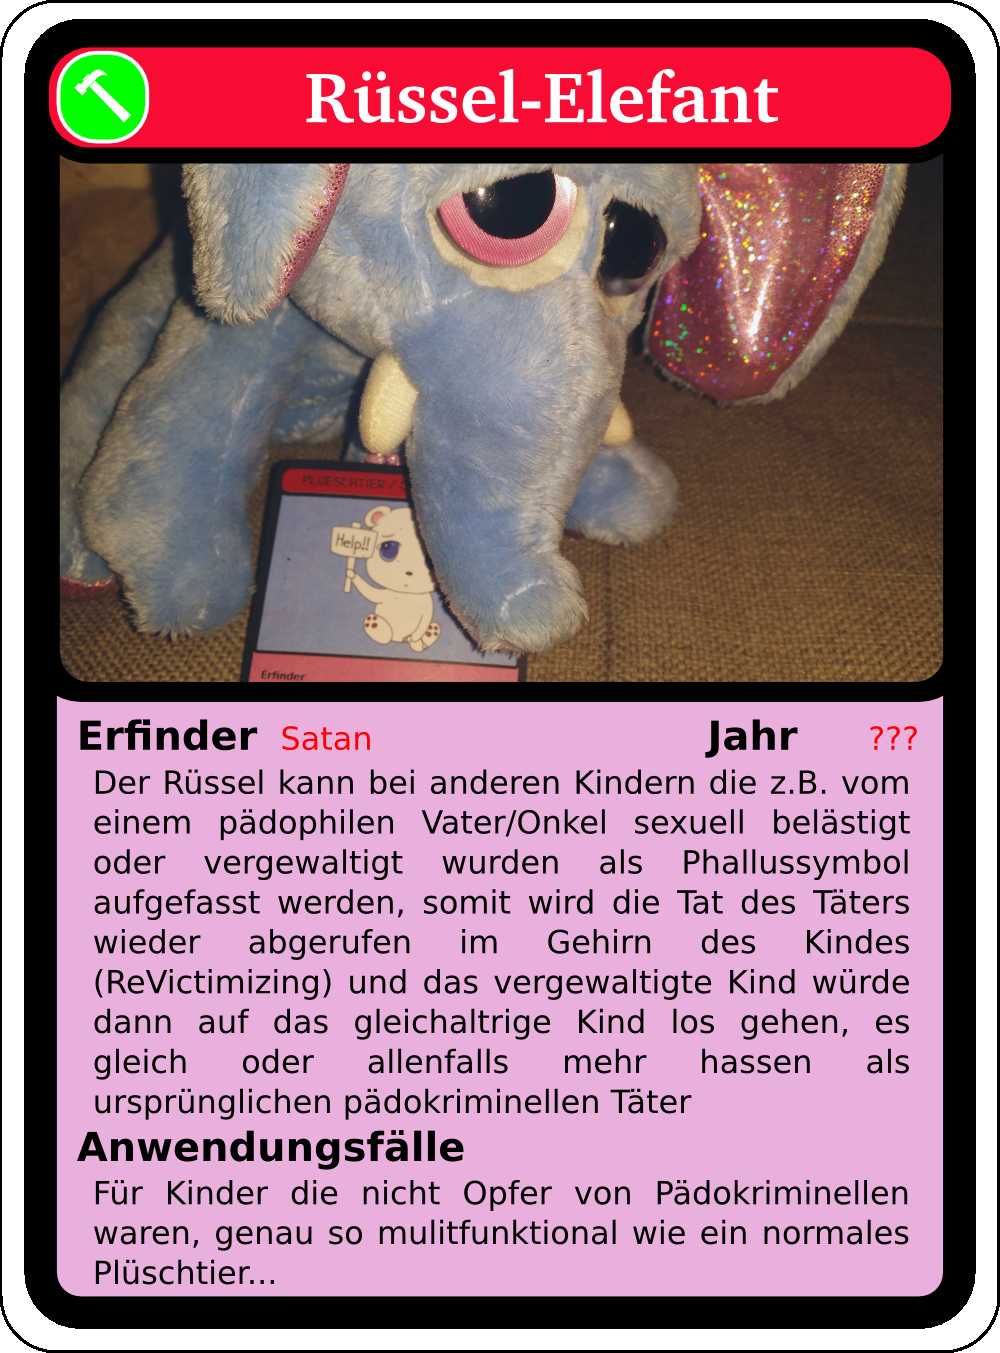 Rüssel-Elefant
PLÜESCHTIER / S
Help!!
Erfinder
Erfinder Satan Jahr ???
Der Rüssel kann bei anderen Kindern die z.B. vom
einem pädophilen Vater/Onkel sexuell belästigt
oder vergewaltigt wurden als Phallussymbol
aufgefasst werden, somit wird die Tat des Täters
wieder abgerufen im Gehirn des Kindes
(ReVictimizing) und das vergewaltigte Kind würde
dann auf das gleichaltrige Kind los gehen, es
gleich oder allenfalls mehr hassen als
ursprünglichen pädokriminellen Täter
Anwendungsfälle
Für Kinder die nicht Opfer von Pädokriminellen
waren, genau so mulitfunktional wie ein normales
Plüschtier...